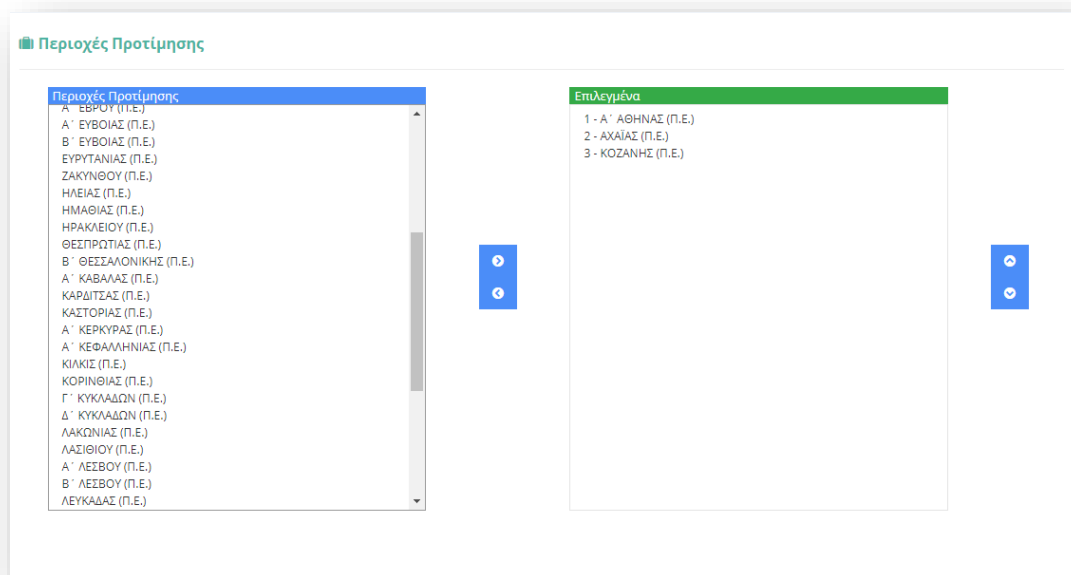 Περιοχές Προτίμησης
Περιοχές Προτίμησης
Α΄ ΕΒΡΟΥ (Π.Ε.)
Α΄ ΕΥΒΟΙΑΣ (Π.Ε.)
Β΄ ΕΥΒΟΙΑΣ (Π.Ε.)
ΕΥΡΥΤΑΝΙΑΣ (Π.Ε.)
ΖΑΚΥΝΘΟΥ (Π.Ε.)
ΗΛΕΙΑΣ (Π.Ε.)
ΗΜΑΘΙΑΣ (Π.Ε.)
ΗΡΑΚΛΕΙΟΥ (Π.Ε.)
ΘΕΣΠΡΩΤΙΑΣ (Π.Ε.)
Β΄ ΘΕΣΣΑΛΟΝΙΚΗΣ (Π.Ε.)
Α΄ ΚΑΒΑΛΑΣ (Π.Ε.)
ΚΑΡΔΙΤΣΑΣ (Π.Ε.)
ΚΑΣΤΟΡΙΑΣ (Π.Ε.)
Α΄ ΚΕΡΚΥΡΑΣ (Π.Ε.)
Α΄ ΚΕΦΑΛΛΗΝΙΑΣ (Π.Ε.)
ΚΙΛΚΙΣ (Π.Ε.)
ΚΟΡΙΝΘΙΑΣ (Π.Ε.)
Γ΄ ΚΥΚΛΑΔΩΝ (Π.Ε.)
Δ΄ ΚΥΚΛΑΔΩΝ (Π.Ε.)
ΛΑΚΩΝΙΑΣ (Π.Ε.)
ΛΑΣΙΘΙΟΥ (Π.Ε.)
Α΄ ΛΕΣΒΟΥ (Π.Ε.)
Β΄ ΛΕΣΒΟΥ (Π.Ε.)
ΛΕΥΚΑΔΑΣ (Π.Ε.)
Επιλεγμένα
1 - Α΄ ΑΘΗΝΑΣ (Π.Ε.)
2 - ΑΧΑΪΑΣ (Π.Ε.)
3 - ΚΟΖΑΝΗΣ (Π.Ε.)